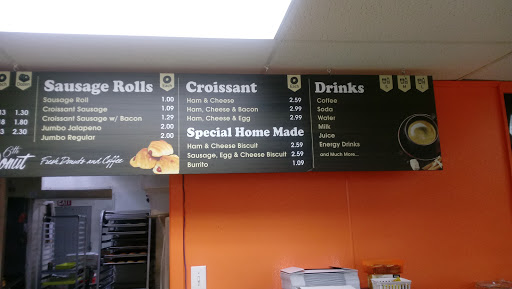 Sausage Rolls
Sausage Roll 1.00
Croissant Sausage 1.09
Croissant Sausage w/ Bacon 1.29
Jumbo Jalapeno 2.00
Jumbo Regular 2.00
Fresh Donuts and Coffee
1.30
1.80
2.30
6th
Donut
Croissant
Ham & Cheese 2.59
Ham, Cheese & Bacon 2.99
Ham, Cheese & Egg 2.99
Special Home Made
Ham & Cheese Biscuit 2.59
Sausage, Egg & Cheese Biscuit 2.59
Burrito 1.09
Drinks
Coffee
Soda
Water
Milk
Juice
Energy Drinks
and Much More...